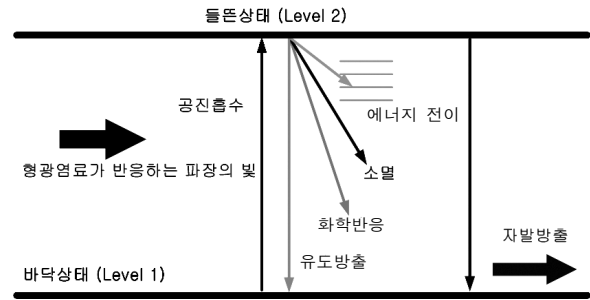 들뜬상태 (Level 2)
공진흡수
에너지 전이
형광염료가 반응하는 파장의 빛
소멸
화학반응
자발방출
유도방출
바닥상태 (Level 1)